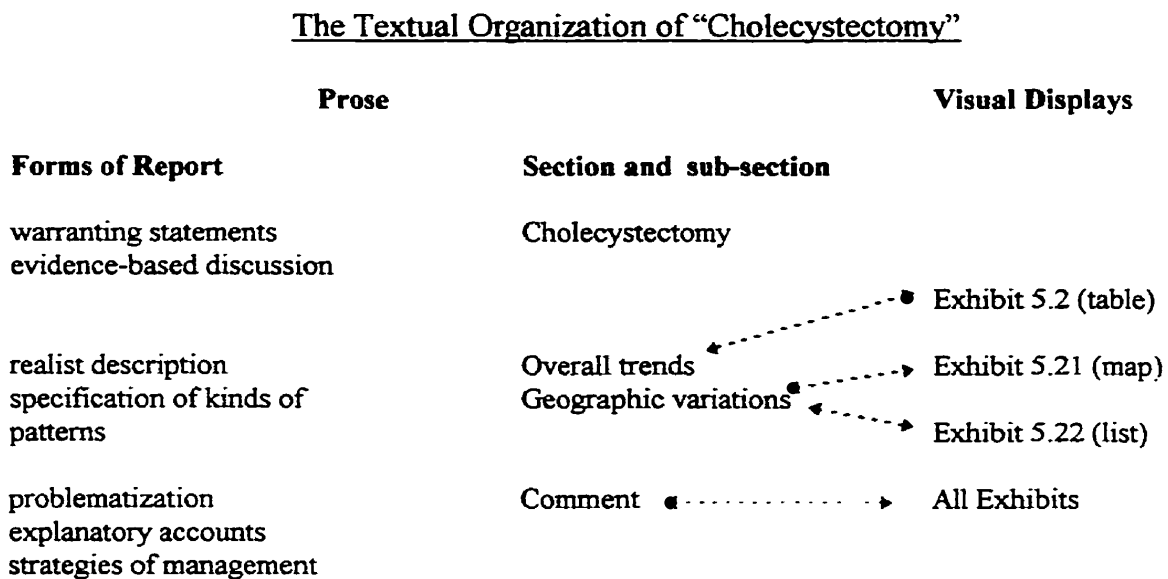 The Textual Organization of “Cholecystectomy”
Prose Visual Displays
Forms of Report Section and sub-section
warranting statements Cholecystectomy
evidence-based discussion
Exhibit 5.2 (table)
realist description Overall trends Exhibit 5.21 (map)
specification of kinds of Geographic variations
patterns
Exhibit 5.22 (list)
problematization Comment All Exhibits
explanatory accounts
strategies of management